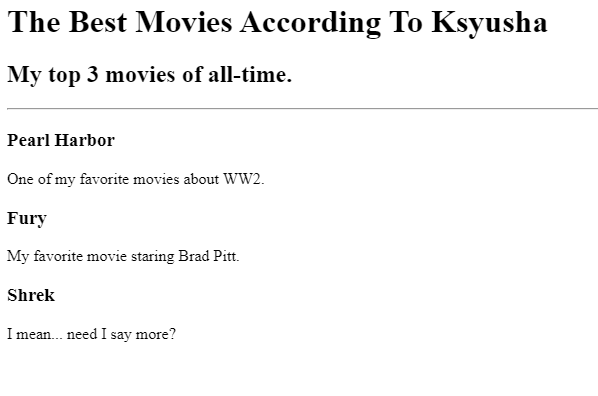 The Best Movies According To Ksyusha
My top 3 movies of all-time.
Pearl Harbor
One of my favorite movies about WW2.
Fury
My favorite movie staring Brad Pitt.
Shrek
I mean... need I say more?